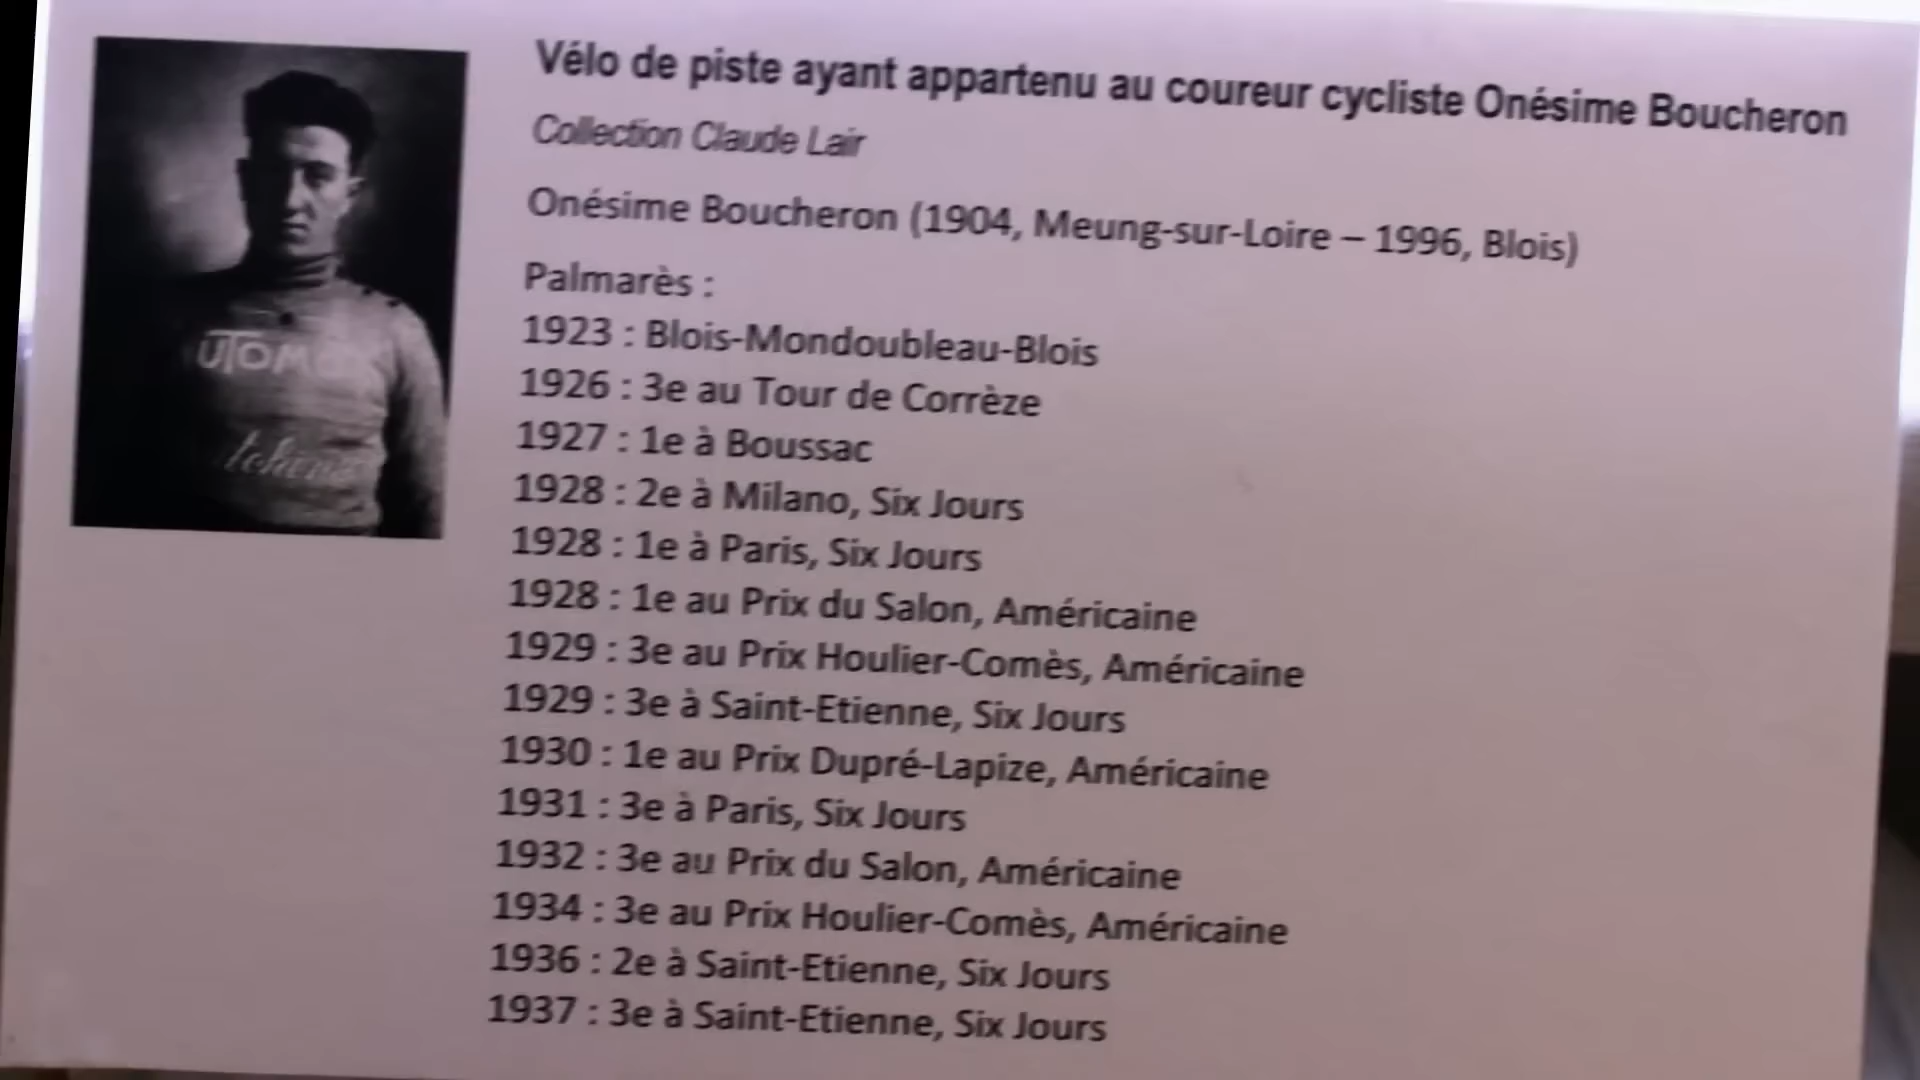 Vélo de piste ayant appartenu au coureur cycliste Onésime Boucheron
Collection Claude Lair
Onésime Boucheron (1904, Meung-sur-Loire – 1996, Blois)
Palmarès :
1923 : Blois-Mondoubleau-Blois
1926 : 3e au Tour de Corrèze
1927 : 1e à Boussac
1928 : 2e à Milano, Six Jours
1928 : 1e à Paris, Six Jours
1928 : 1e au Prix du Salon, Américaine
1929 : 3e au Prix Houlier-Comès, Américaine
1929 : 3e à Saint-Etienne, Six Jours
1930 : 1e au Prix Dupré-Lapize, Américaine
1931 : 3e à Paris, Six Jours
1932 : 3e au Prix du Salon, Américaine
1934 : 3e au Prix Houlier-Comès, Américaine
1936 : 2e à Saint-Etienne, Six Jours
1937 : 3e à Saint-Etienne, Six Jours